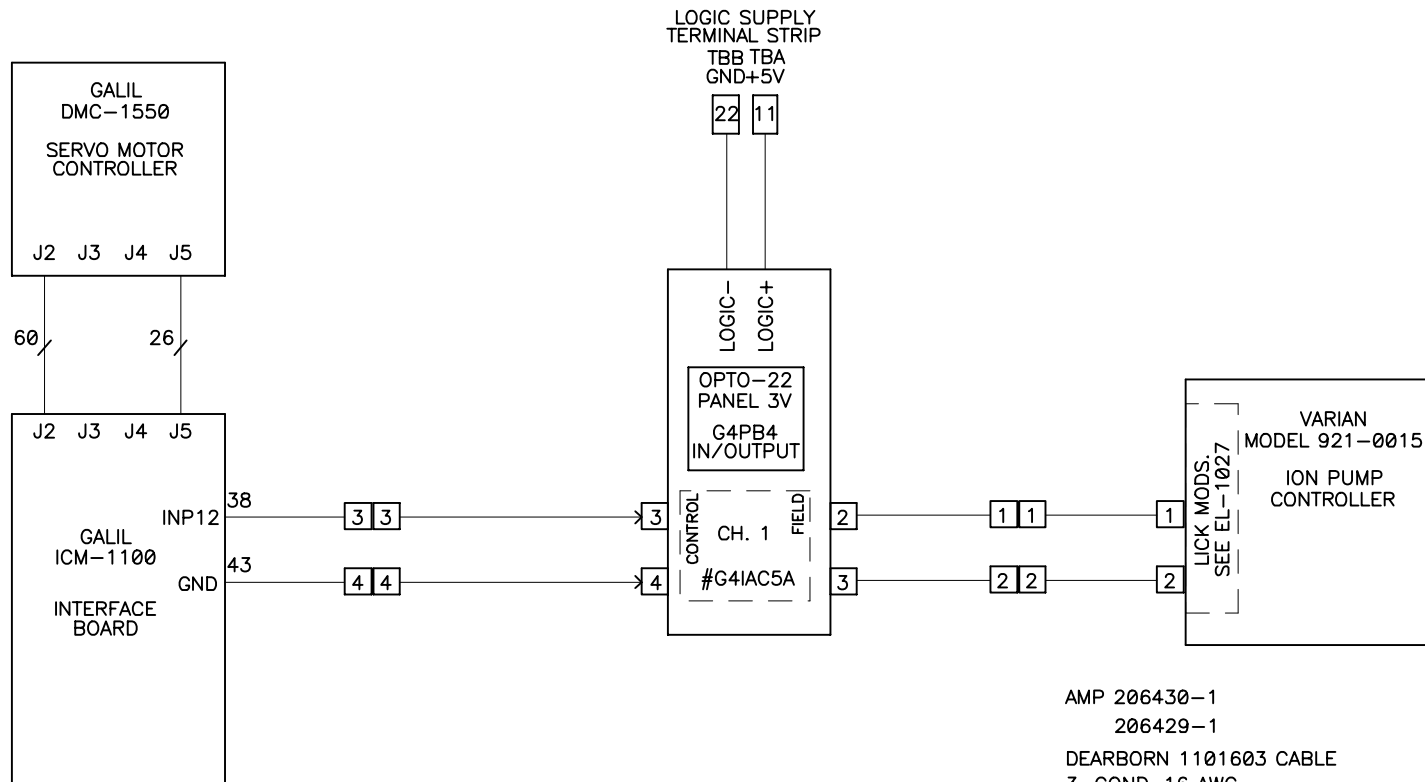 LOGIC SUPPLY
TERMINAL STRIP
TBB TBA
GND+5V
22 11
GALIL
DMC-1550
SERVO MOTOR
CONTROLLER
J2 J3 J4 J5
60 26
J2 J3 J4 J5
38
INP12
GALIL
ICM-1100
43
GND
INTERFACE
BOARD
3 3
4 4
LOGIC-
LOGIC+
OPTO-22
PANEL 3V
G4PB4
IN/OUTPUT
3
4
CONTROL
CH. 1
FIELD
#G4IAC5A
2
3
1 1
2 2
1
2
LICK MODS.
SEE EL-1027
VARIAN
MODEL 921-0015
ION PUMP
CONTROLLER
AMP 206430-1
206429-1
DEARBORN 1101603 CABLE
3 COND. 16 AWG